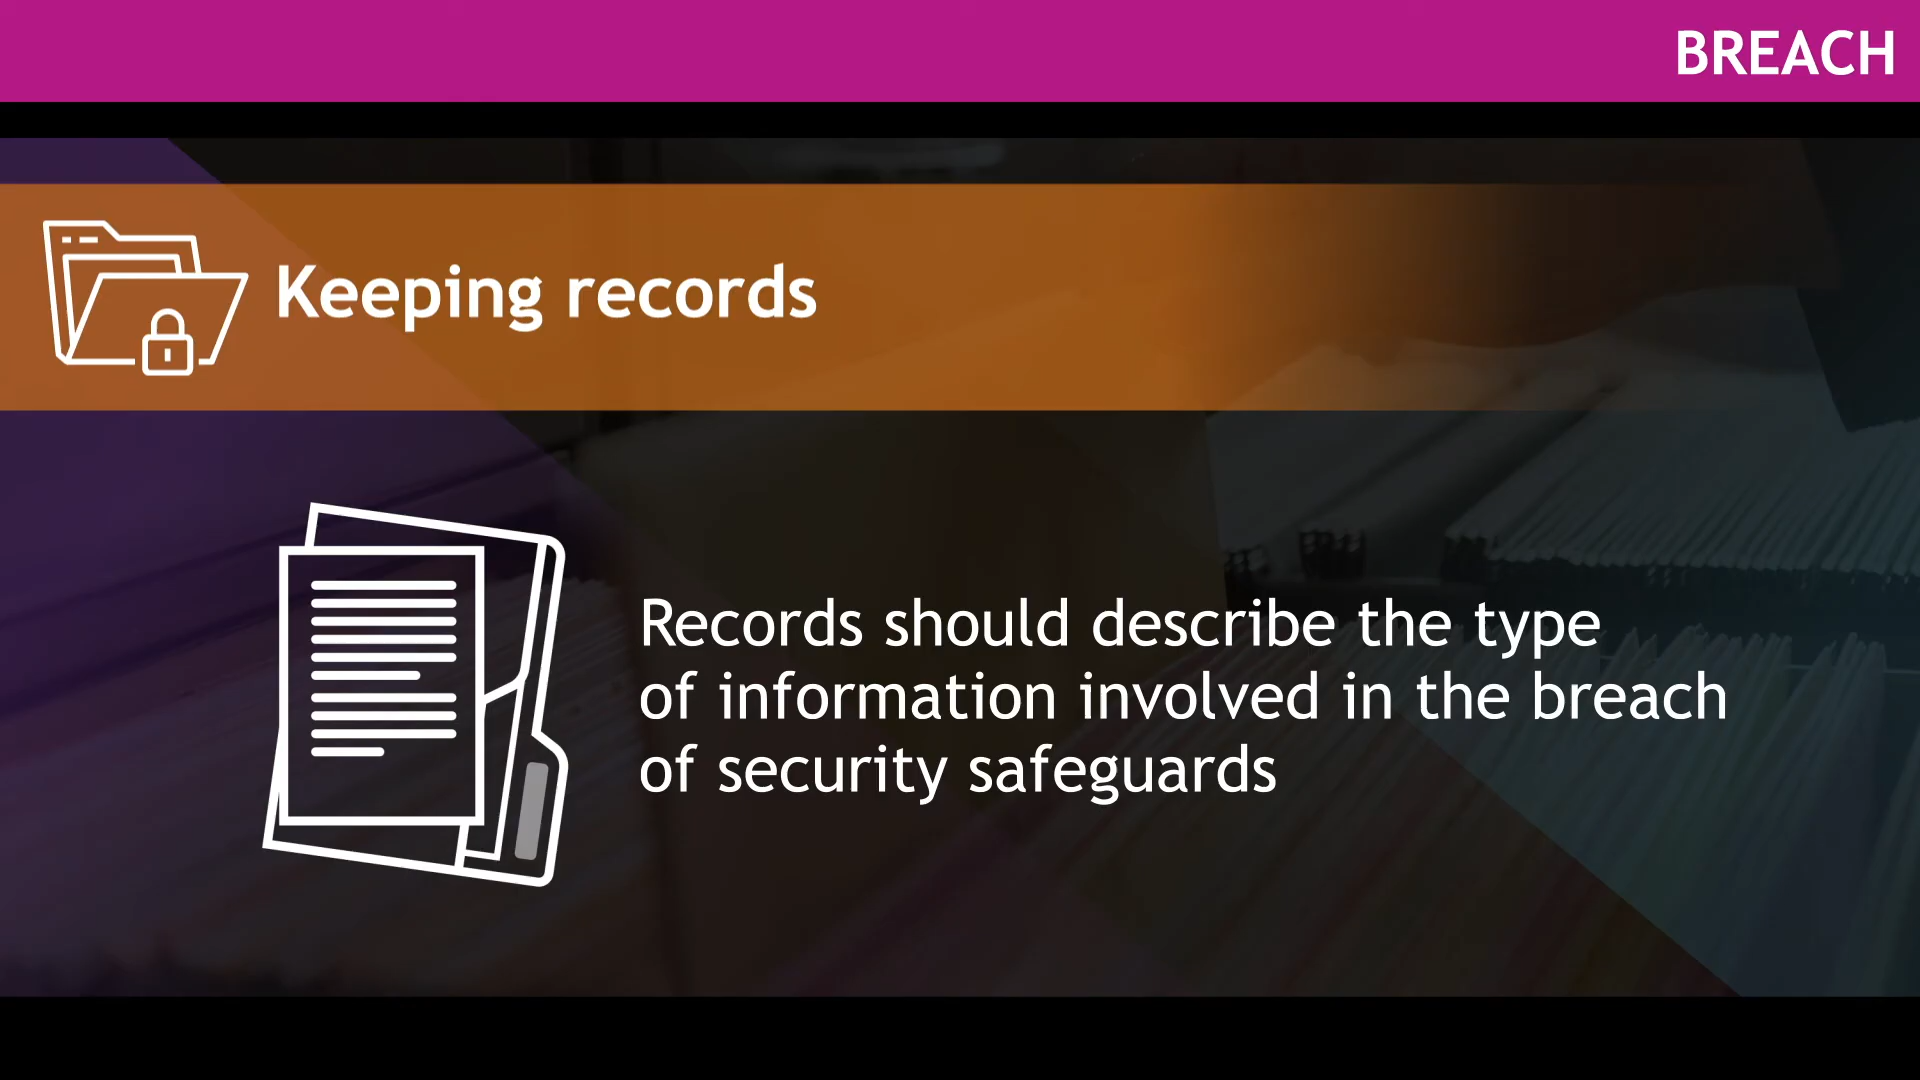 BREACH
Keeping records
Records should describe the type
of information involved in the breach
of security safeguards